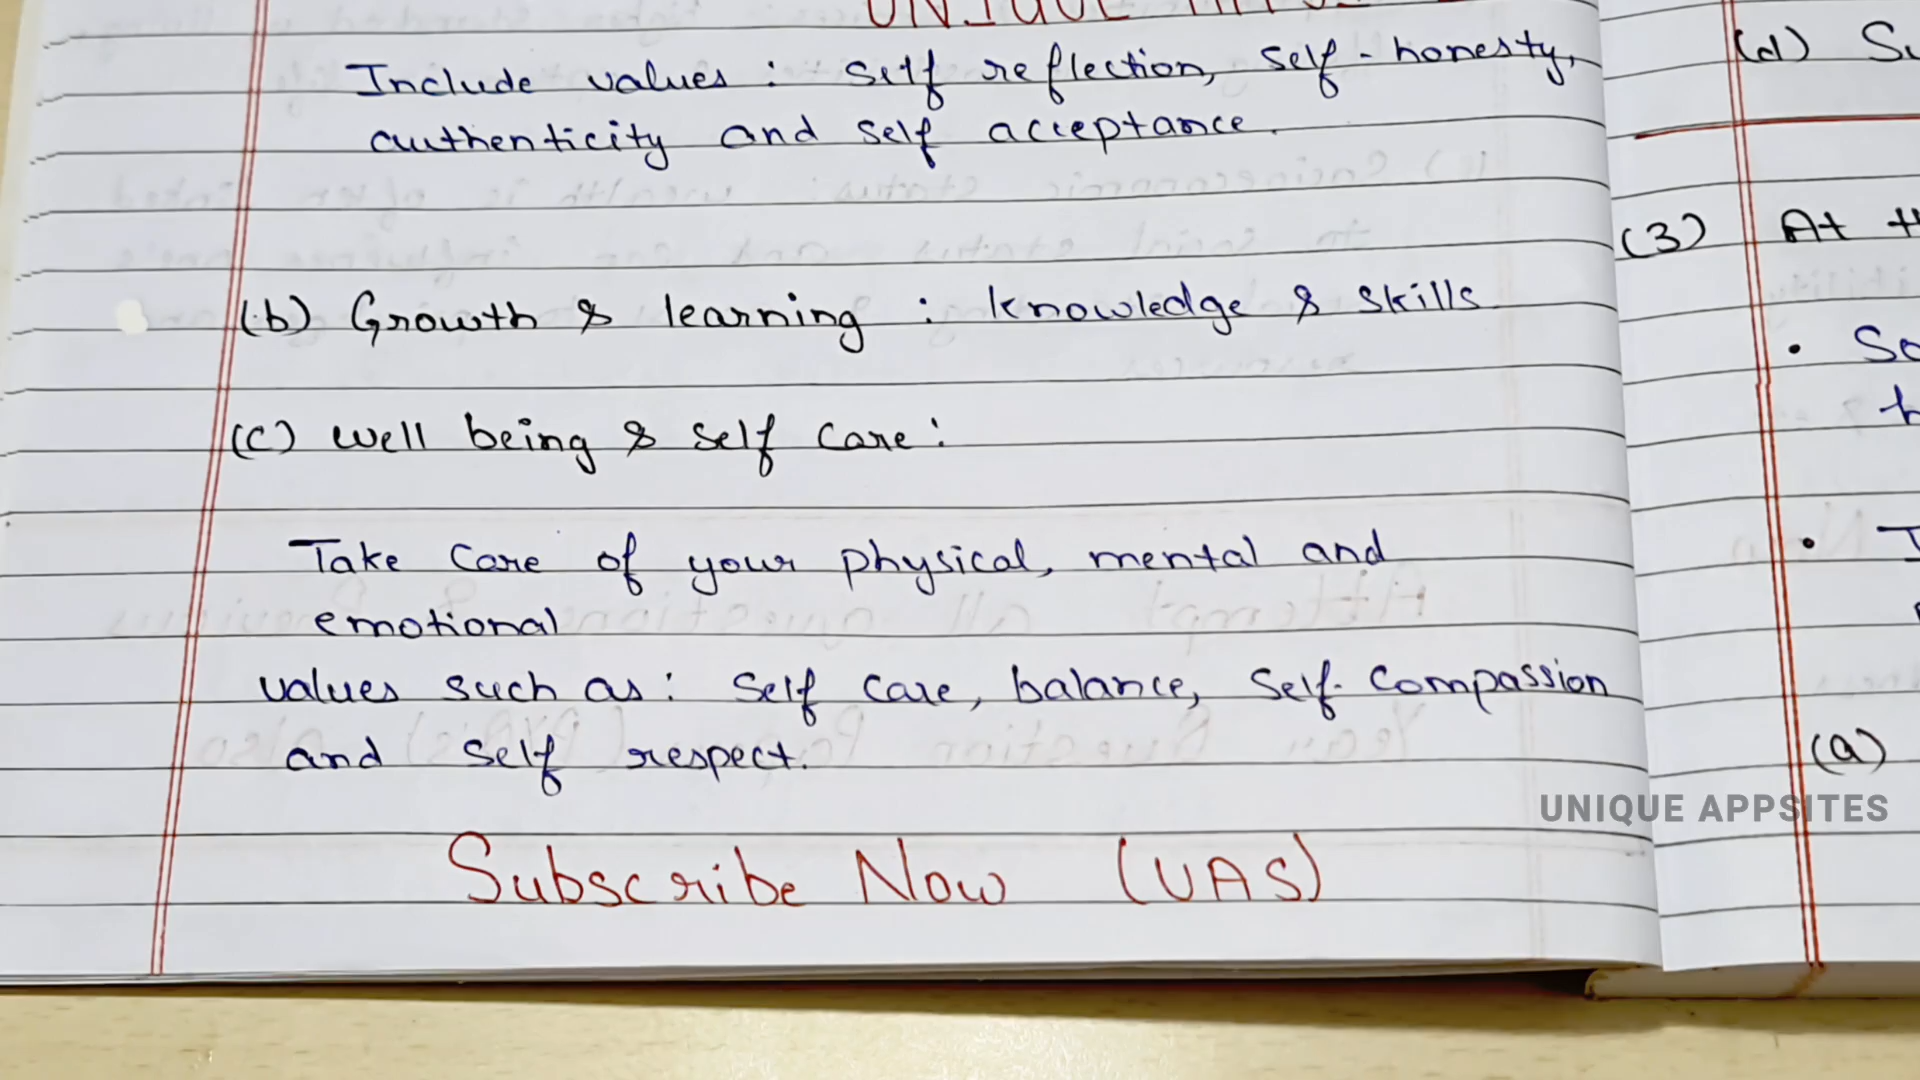 Include values : self reflection, self-honesty,
authenticity and self acceptance.
(b) Growth & learning : knowledge & skills
(c) Well being & self care :
Take care of your physical, mental and
emotional
values such as : self care, balance, self-compassion
and self respect.
Subscribe Now (UAS)
(d)
(3) At
(a)
UNIQUE APPSITES